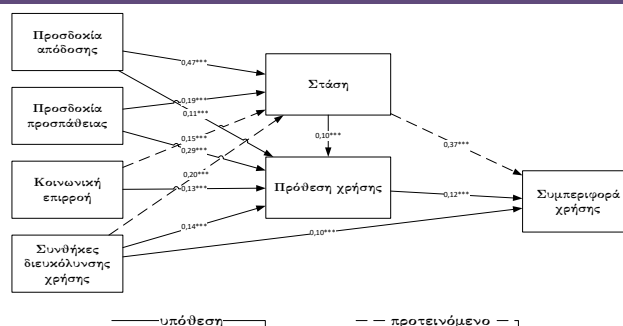 Προσδοκία
απόδοσης
Προσδοκία
προσπάθειας
Κοινωνική
επιρροή
Συνθήκες
διευκόλυνσης
χρήσης
Στάση
Πρόθεση χρήσης
Συμπεριφορά
χρήσης
0,47***
0,19***
0,11***
0,15***
0,29***
0,20***
0,13***
0,14***
0,10***
0,37***
0,12***
0,10***
υπόθεση
προτεινόμενο